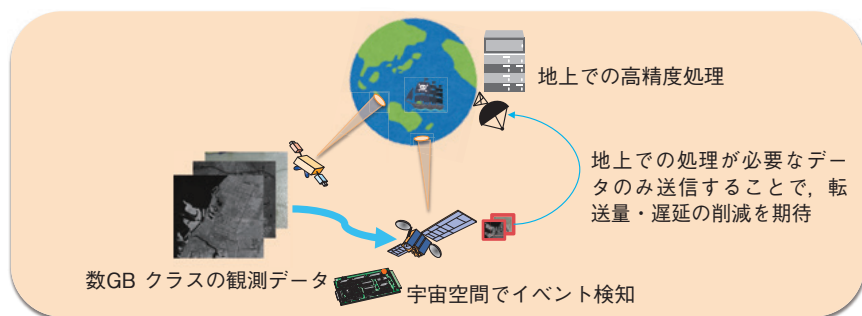 地上での高精度処理
地上での処理が必要なデー
タのみ送信することで，転
送量・遅延の削減を期待
数GB クラスの観測データ
宇宙空間でイベント検知